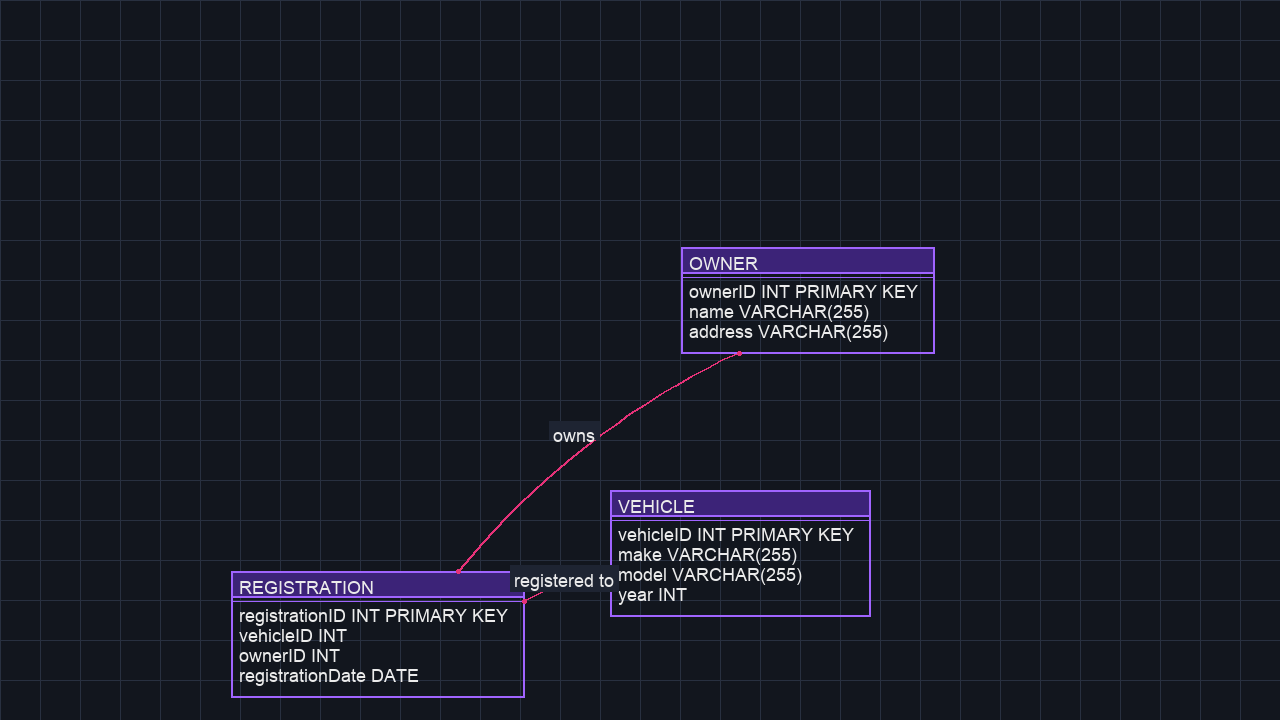 OWNER
ownerID INT PRIMARY KEY
name VARCHAR(255)
address VARCHAR(255)
owns
VEHICLE
vehicleID INT PRIMARY KEY
make VARCHAR(255)
model VARCHAR(255)
year INT
registered to
REGISTRATION
registrationID INT PRIMARY KEY
vehicleID INT
ownerID INT
registrationDate DATE